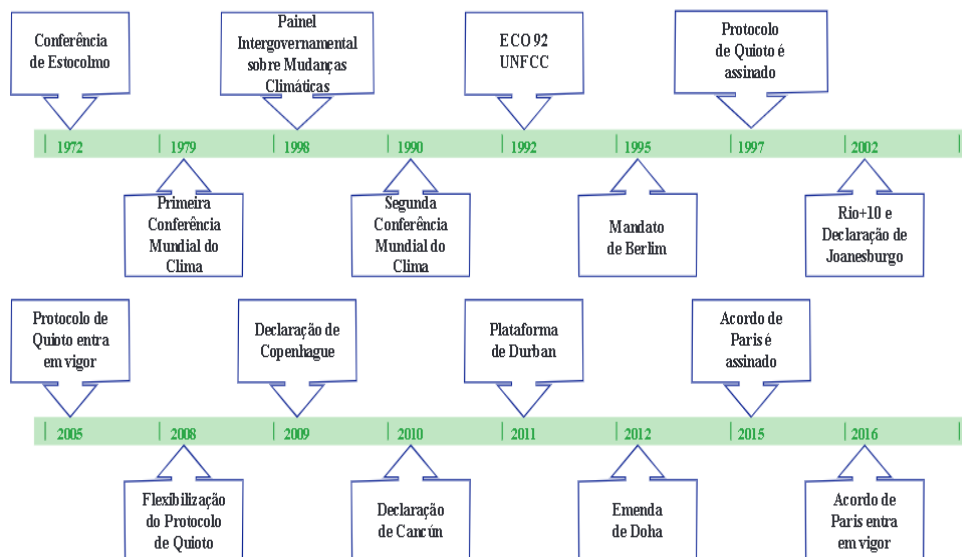 Conferência
de Estocolmo
Painel
Intergovernamental
sobre Mudanças
Climáticas
ECO 92
UNFCC
Protocolo
de Quioto é
assinado
1972
1979
1998
1990
1992
1995
1997
2002
Primeira
Conferência
Mundial do
Clima
Segunda
Conferência
Mundial do
Clima
Mandato
de Berlim
Rio+10 e
Declaração de
Joanesburgo
Protocolo de
Quioto entra
em vigor
Declaração de
Copenhague
Plataforma
de Durban
Acordo de
Paris é
assinado
2005
2008
2009
2010
2011
2012
2015
2016
Flexibilização
do Protocolo
de Quioto
Declaração
de Cancún
Emenda
de Doha
Acordo de
Paris entra
em vigor